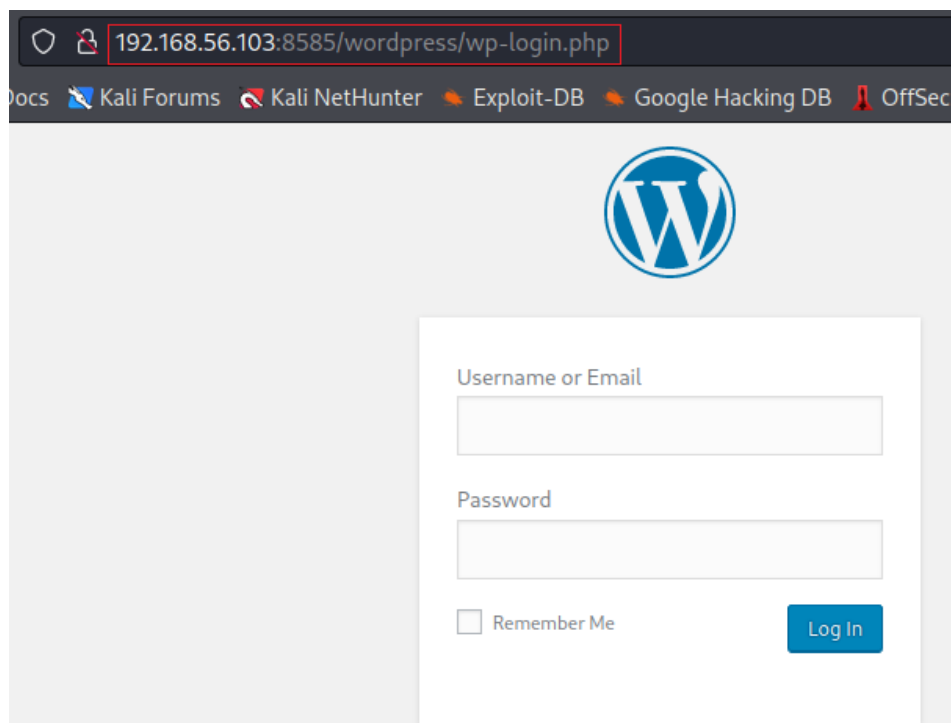 192.168.56.103:8585/wordpress/wp-login.php
Docs Kali Forums Kali NetHunter Exploit-DB Google Hacking DB OffSec
Username or Email
Password
Remember Me Log In